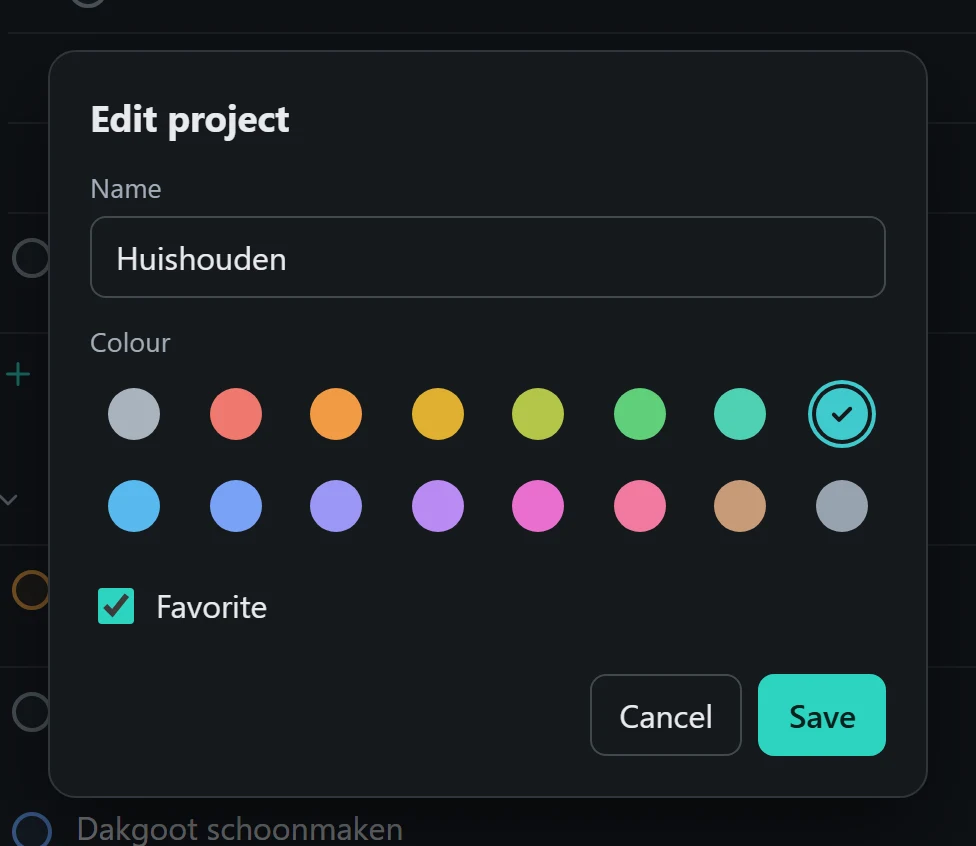 Edit project
Name
Huishouden
Colour
Favorite
Cancel
Save
Dakgoot schoonmaken